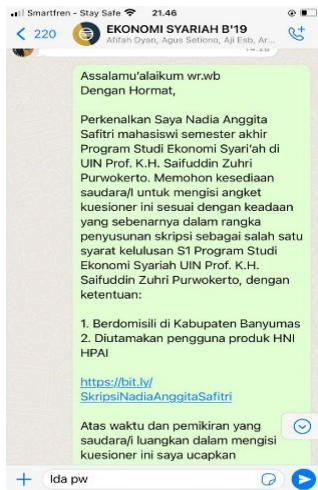 Smartfren - Stay Safe 21.46
220
EKONOMI SYARIAH B'19
Afifah Dyan, Agus Setiono, Aji Esb, Ar...
Assalamu'alaikum wr.wb
Dengan Hormat,
Perkenalkan Saya Nadia Anggita
Safitri mahasiswi semester akhir
Program Studi Ekonomi Syari'ah di
UIN Prof. K.H. Saifuddin Zuhri
Purwokerto. Memohon kesediaan
saudara/I untuk mengisi angket
kuesioner ini sesuai dengan keadaan
yang sebenarnya dalam rangka
penyusunan skripsi sebagai salah satu
syarat kelulusan S1 Program Studi
Ekonomi Syariah UIN Prof. K.H.
Saifuddin Zuhri Purwokerto, dengan
ketentuan:
1. Berdomisili di Kabupaten Banyumas
2. Diutamakan pengguna produk HNI
HPAI
https://bit.ly/
SkripsiNadiaAnggitaSafitri
Atas waktu dan pemikiran yang
saudara/i luangkan dalam mengisi
kuesioner ini saya ucapkan
Ida pw